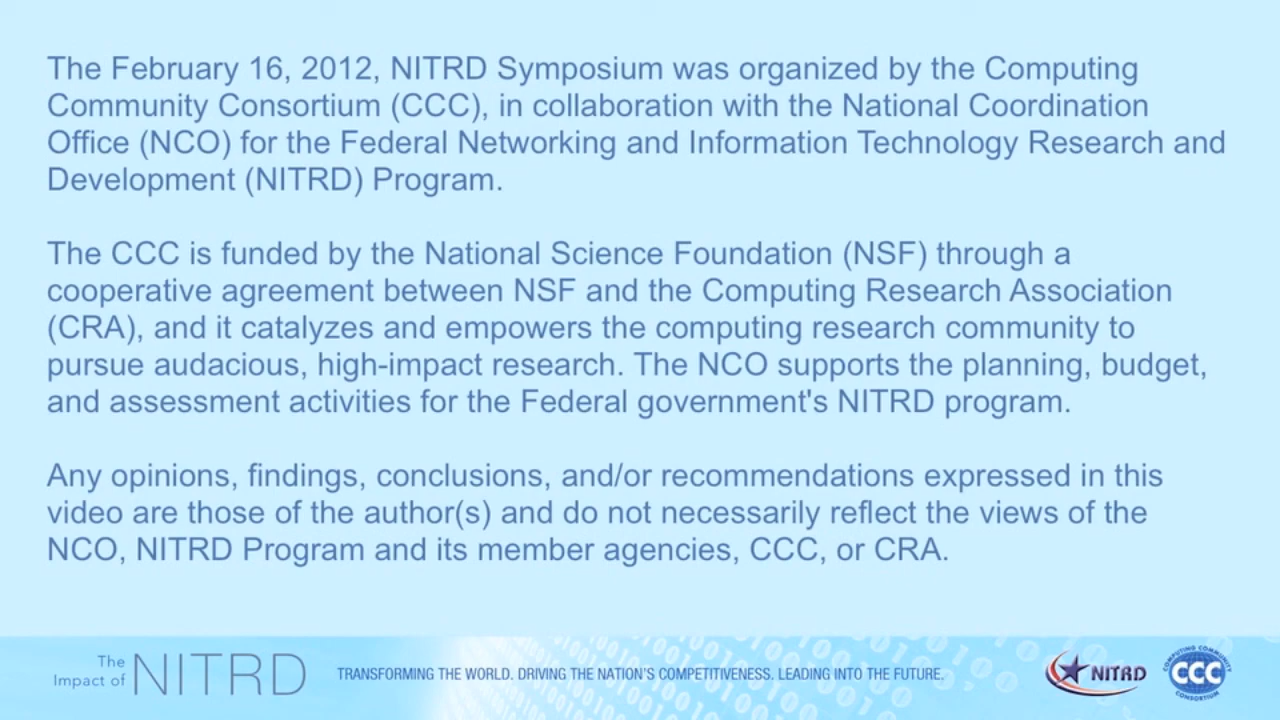 The February 16, 2012, NITRD Symposium was organized by the Computing
Community Consortium (CCC), in collaboration with the National Coordination
Office (NCO) for the Federal Networking and Information Technology Research and
Development (NITRD) Program.
The CCC is funded by the National Science Foundation (NSF) through a
cooperative agreement between NSF and the Computing Research Association
(CRA), and it catalyzes and empowers the computing research community to
pursue audacious, high-impact research. The NCO supports the planning, budget,
and assessment activities for the Federal government's NITRD program.
Any opinions, findings, conclusions, and/or recommendations expressed in this
video are those of the author(s) and do not necessarily reflect the views of the
NCO, NITRD Program and its member agencies, CCC, or CRA.
The
Impact of NITRD
TRANSFORMING THE WORLD. DRIVING THE NATION'S COMPETITIVENESS. LEADING INTO THE FUTURE.
NITRD
COMPUTING COMMUNITY
CCC
CONSORTIUM